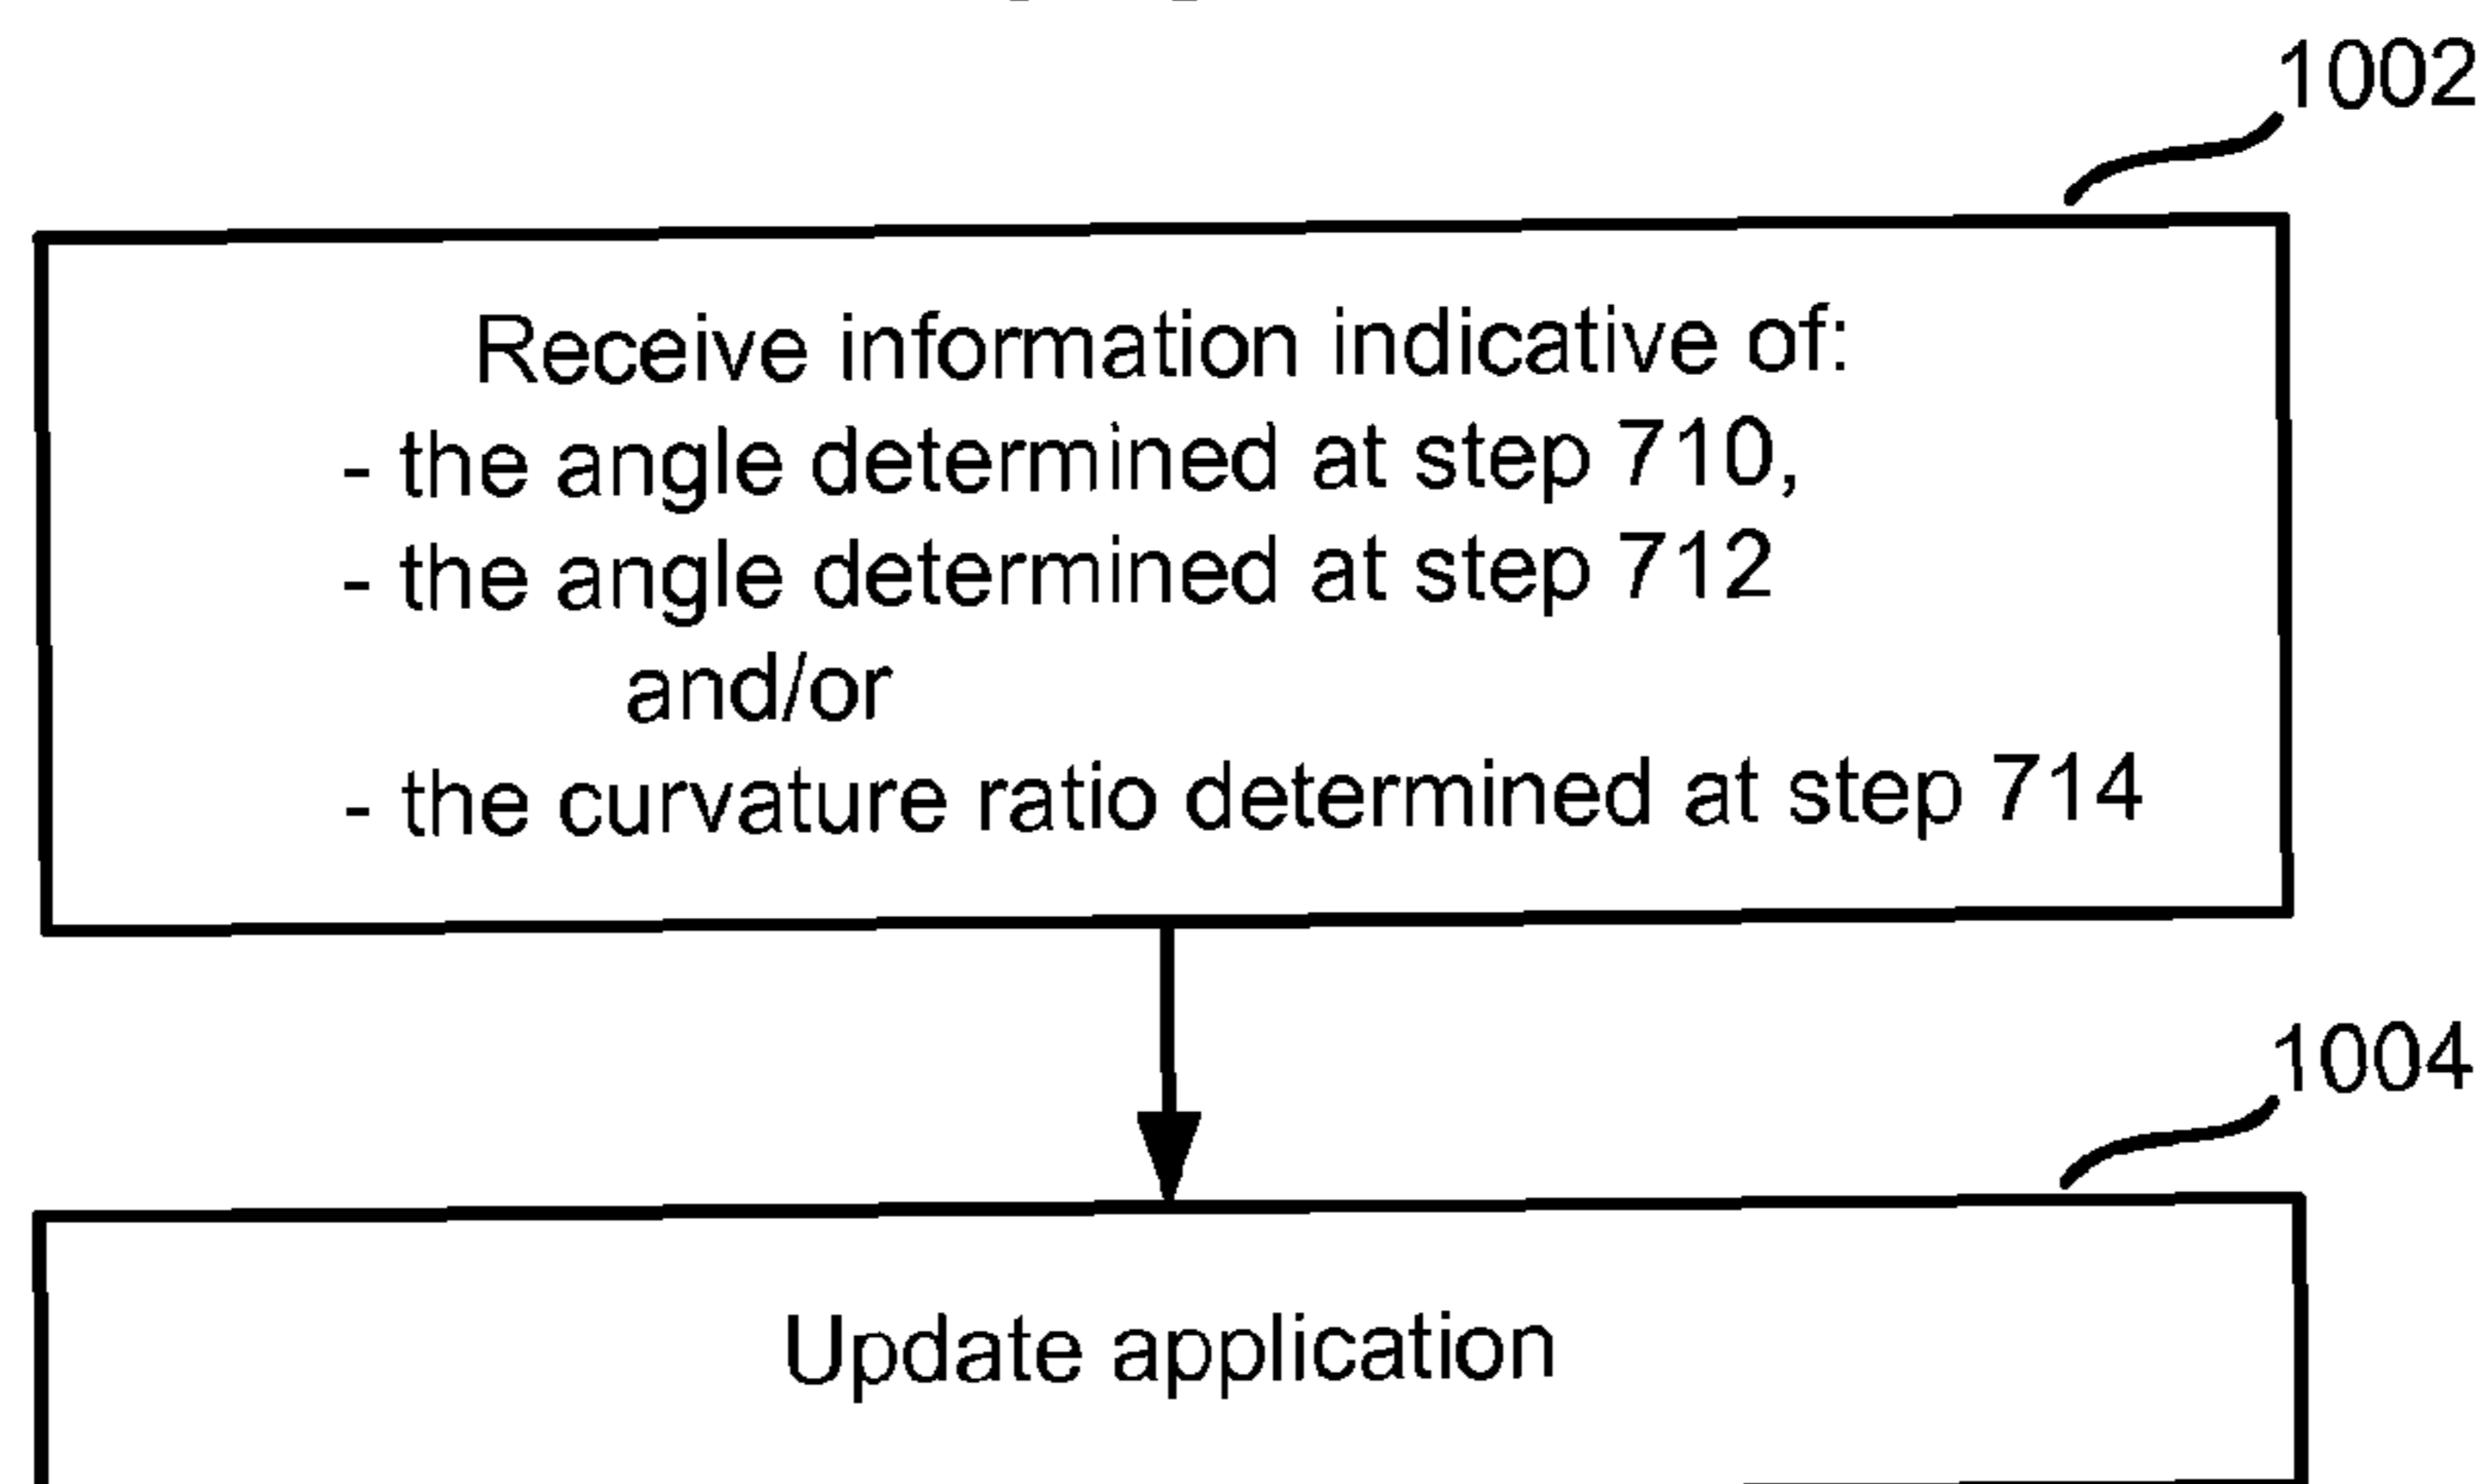 1002
Receive information indicative of:
- the angle determined at step 710,
- the angle determined at step 712
and/or
- the curvature ratio determined at step 714
1004
Update application